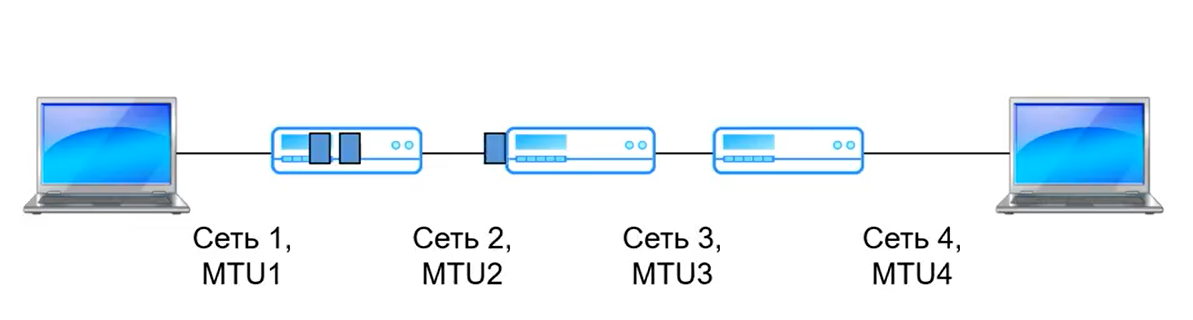 Сеть 1,
MTU1
Сеть 2,
MTU2
Сеть 3,
MTU3
Сеть 4,
MTU4